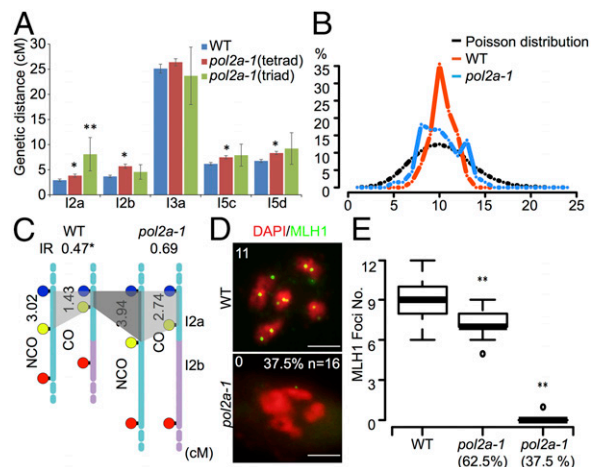 A
Genetic distance (cM)
30
25
20
15
10
5
0
WT
pol2a-1(tetrad)
pol2a-1(triad)
* ** * * *
I2a I2b I3a I5c I5d
B
%
40
35
30
25
20
15
10
5
0
Poisson distribution
WT
pol2a-1
0 5 10 15 20 25
C
WT pol2a-1
IR 0.47* 0.69
3.02 1.43 3.94 2.74
NCO CO NCO CO
I2a
I2b
(cM)
D
DAPI/MLH1
11
WT
0 37.5% n=16
pol2a-1
E
MLH1 Foci No.
12
9
6
3
0
**
**
WT pol2a-1 pol2a-1
(62.5%) (37.5 %)